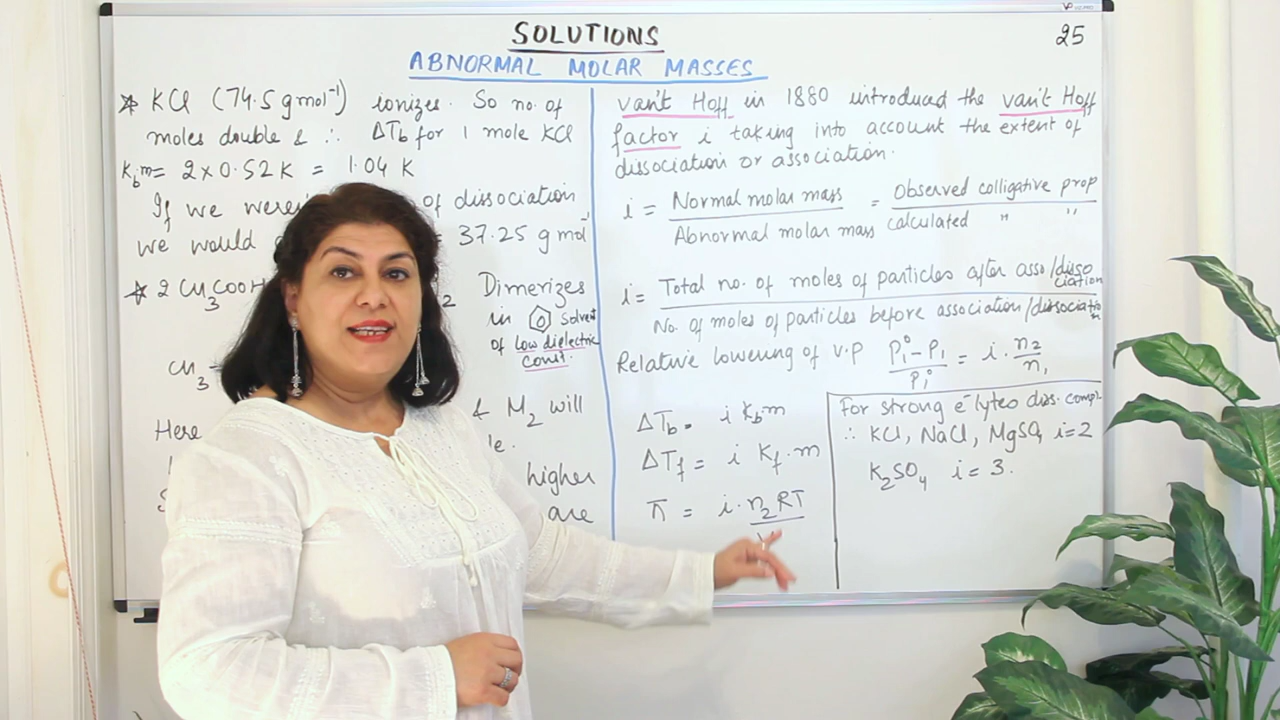 SOLUTIONS
25
ABNORMAL MOLAR MASSES
* KCl (74.5 g mol⁻¹) ionizes. So no. of
moles double & ∴ ΔTb for 1 mole KCl
Kbm = 2 x 0.52 K = 1.04 K
If we weren't of dissociation
we would 37.25 g mol⁻¹
* 2 CH₃COOH 2 Dimerizes
in solvent
of low dielectric
const.
CH₃
Here & M₂ will
higher
are
van't Hoff in 1880 introduced the van't Hoff
factor i taking into account the extent of
dissociation or association.
i = Normal molar mass / Abnormal molar mass = Observed colligative prop / calculated " "
i = Total no. of moles of particles after asso/dissociation / No. of moles of particles before association/dissociation
Relative lowering of v.p (P₁° - P₁) / P₁° = i · n₂/n₁
ΔTb = i Kb m
ΔTf = i Kf · m
π = i · n₂RT
For strong e⁻lytes diss. compl.
∴ KCl, NaCl, MgSO₄ i = 2
K₂SO₄ i = 3.